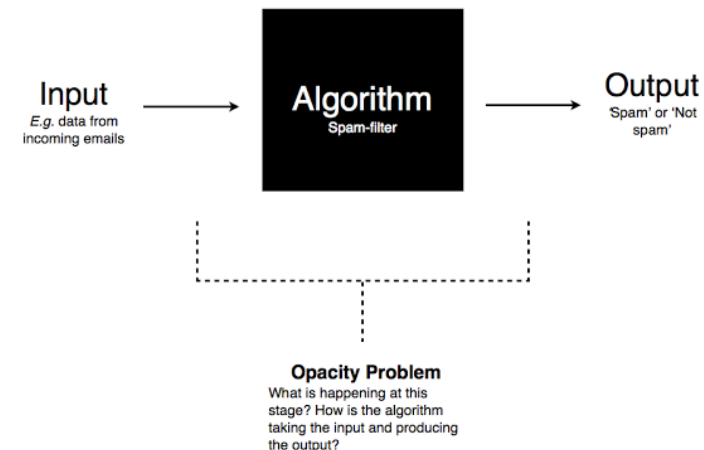 Input
E.g. data from
incoming emails
Algorithm
Spam-filter
Output
'Spam' or 'Not
spam'
Opacity Problem
What is happening at this
stage? How is the algorithm
taking the input and producing
the output?